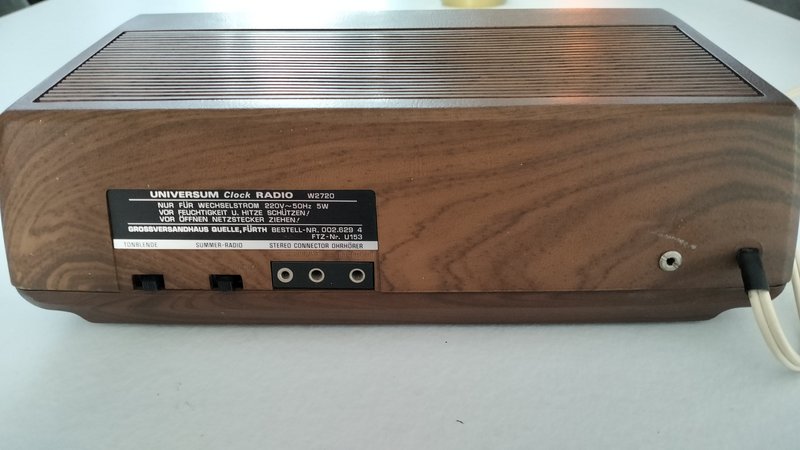 UNIVERSUM Clock RADIO W2720
NUR FÜR WECHSELSTROM 220V~50Hz 5W
VOR FEUCHTIGKEIT U. HITZE SCHÜTZEN!
VOR ÖFFNEN NETZSTECKER ZIEHEN!
GROSSVERSANDHAUS QUELLE, FÜRTH BESTELL-NR. 002.629 4
FTZ-Nr. U153
TONBLENDE SUMMER-RADIO STEREO CONNECTOR OHRHÖRER